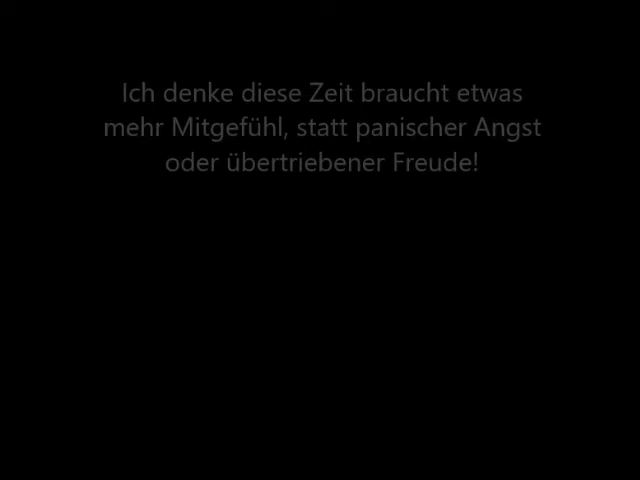 Ich denke diese Zeit braucht etwas
mehr Mitgefühl, statt panischer Angst
oder übertriebener Freude!